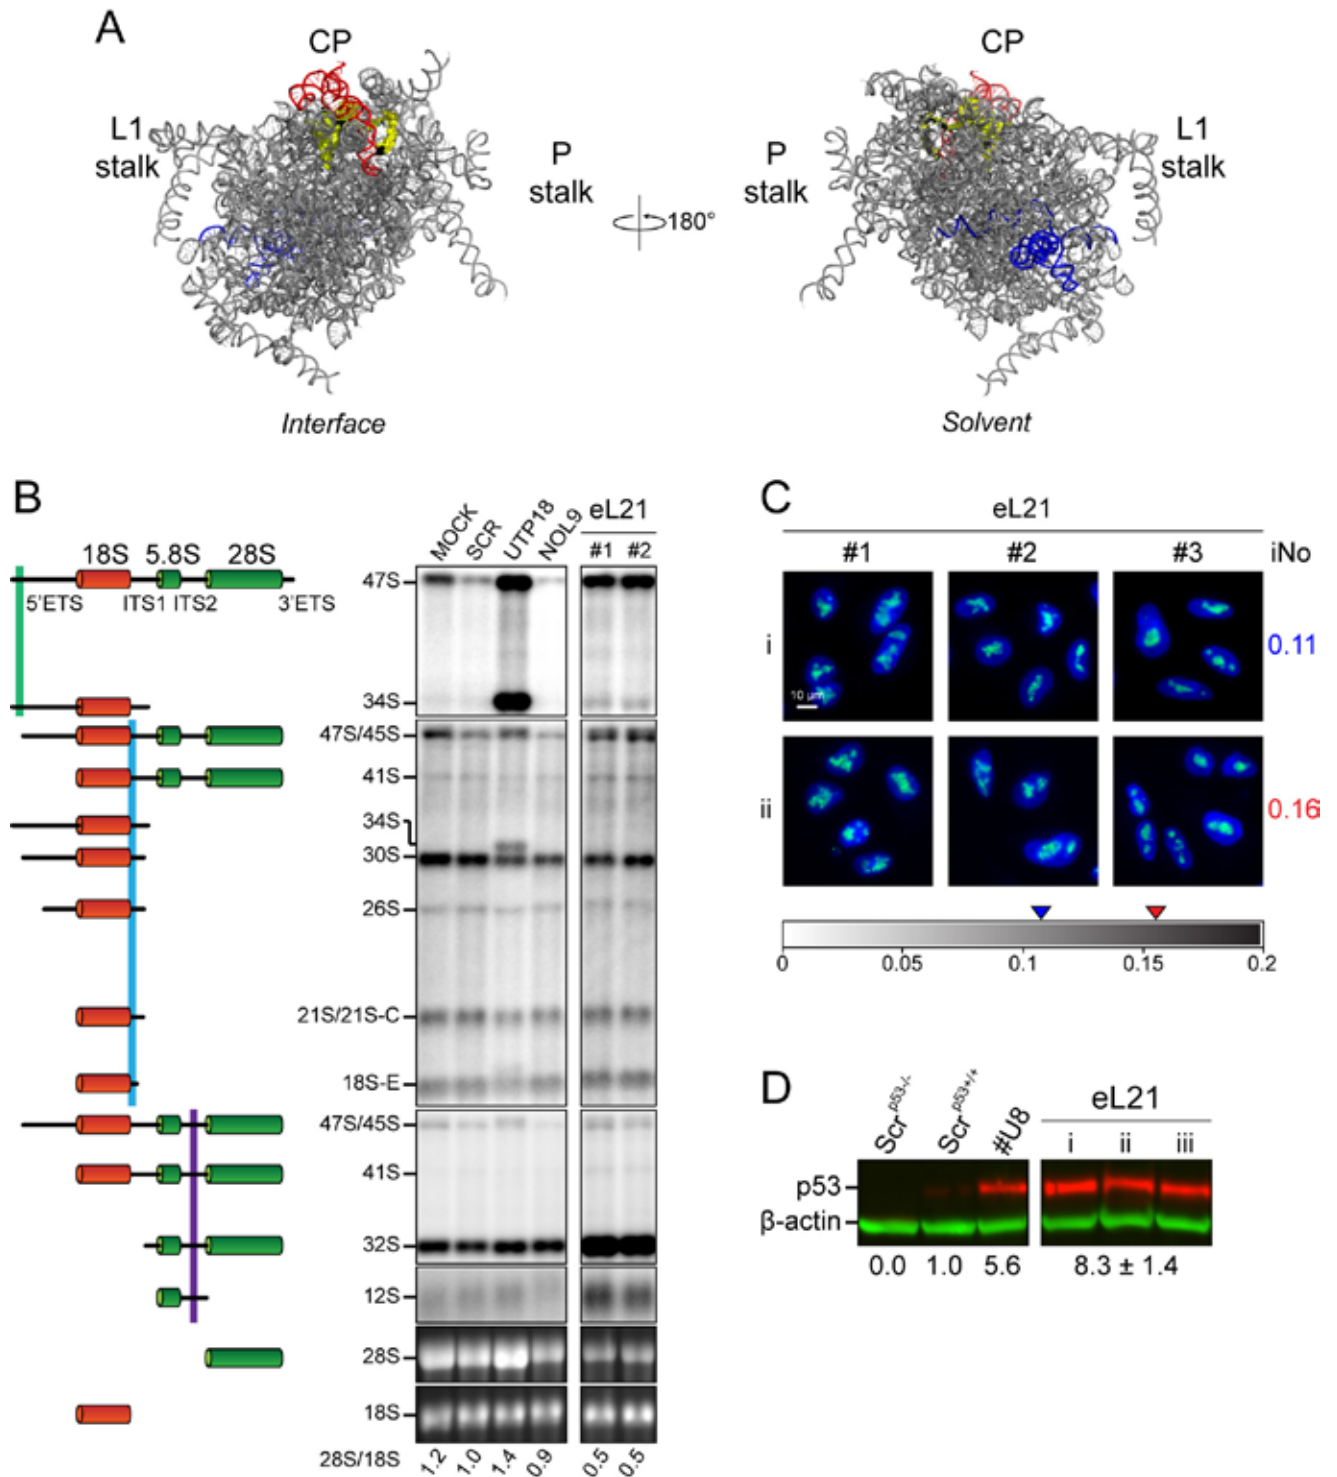 A
CP
CP
L1
stalk
P
stalk
180°
P
stalk
L1
stalk
Interface
Solvent
B
18S 5.8S 28S
5'ETS ITS1 ITS2 3'ETS
MOCK SCR UTP18 NOL9 eL21
#1 #2
47S
34S
47S/45S
41S
34S
30S
26S
21S/21S-C
18S-E
47S/45S
41S
32S
12S
28S
18S
28S/18S 1.2 1.0 1.4 0.9 0.5 0.5
C
eL21
#1 #2 #3 iNo
i 0.11
10 µm
ii 0.16
0 0.05 0.1 0.15 0.2
D
Scr p53-/- Scr p53+/+ #U8 eL21
i ii iii
p53
β-actin
0.0 1.0 5.6 8.3 ± 1.4